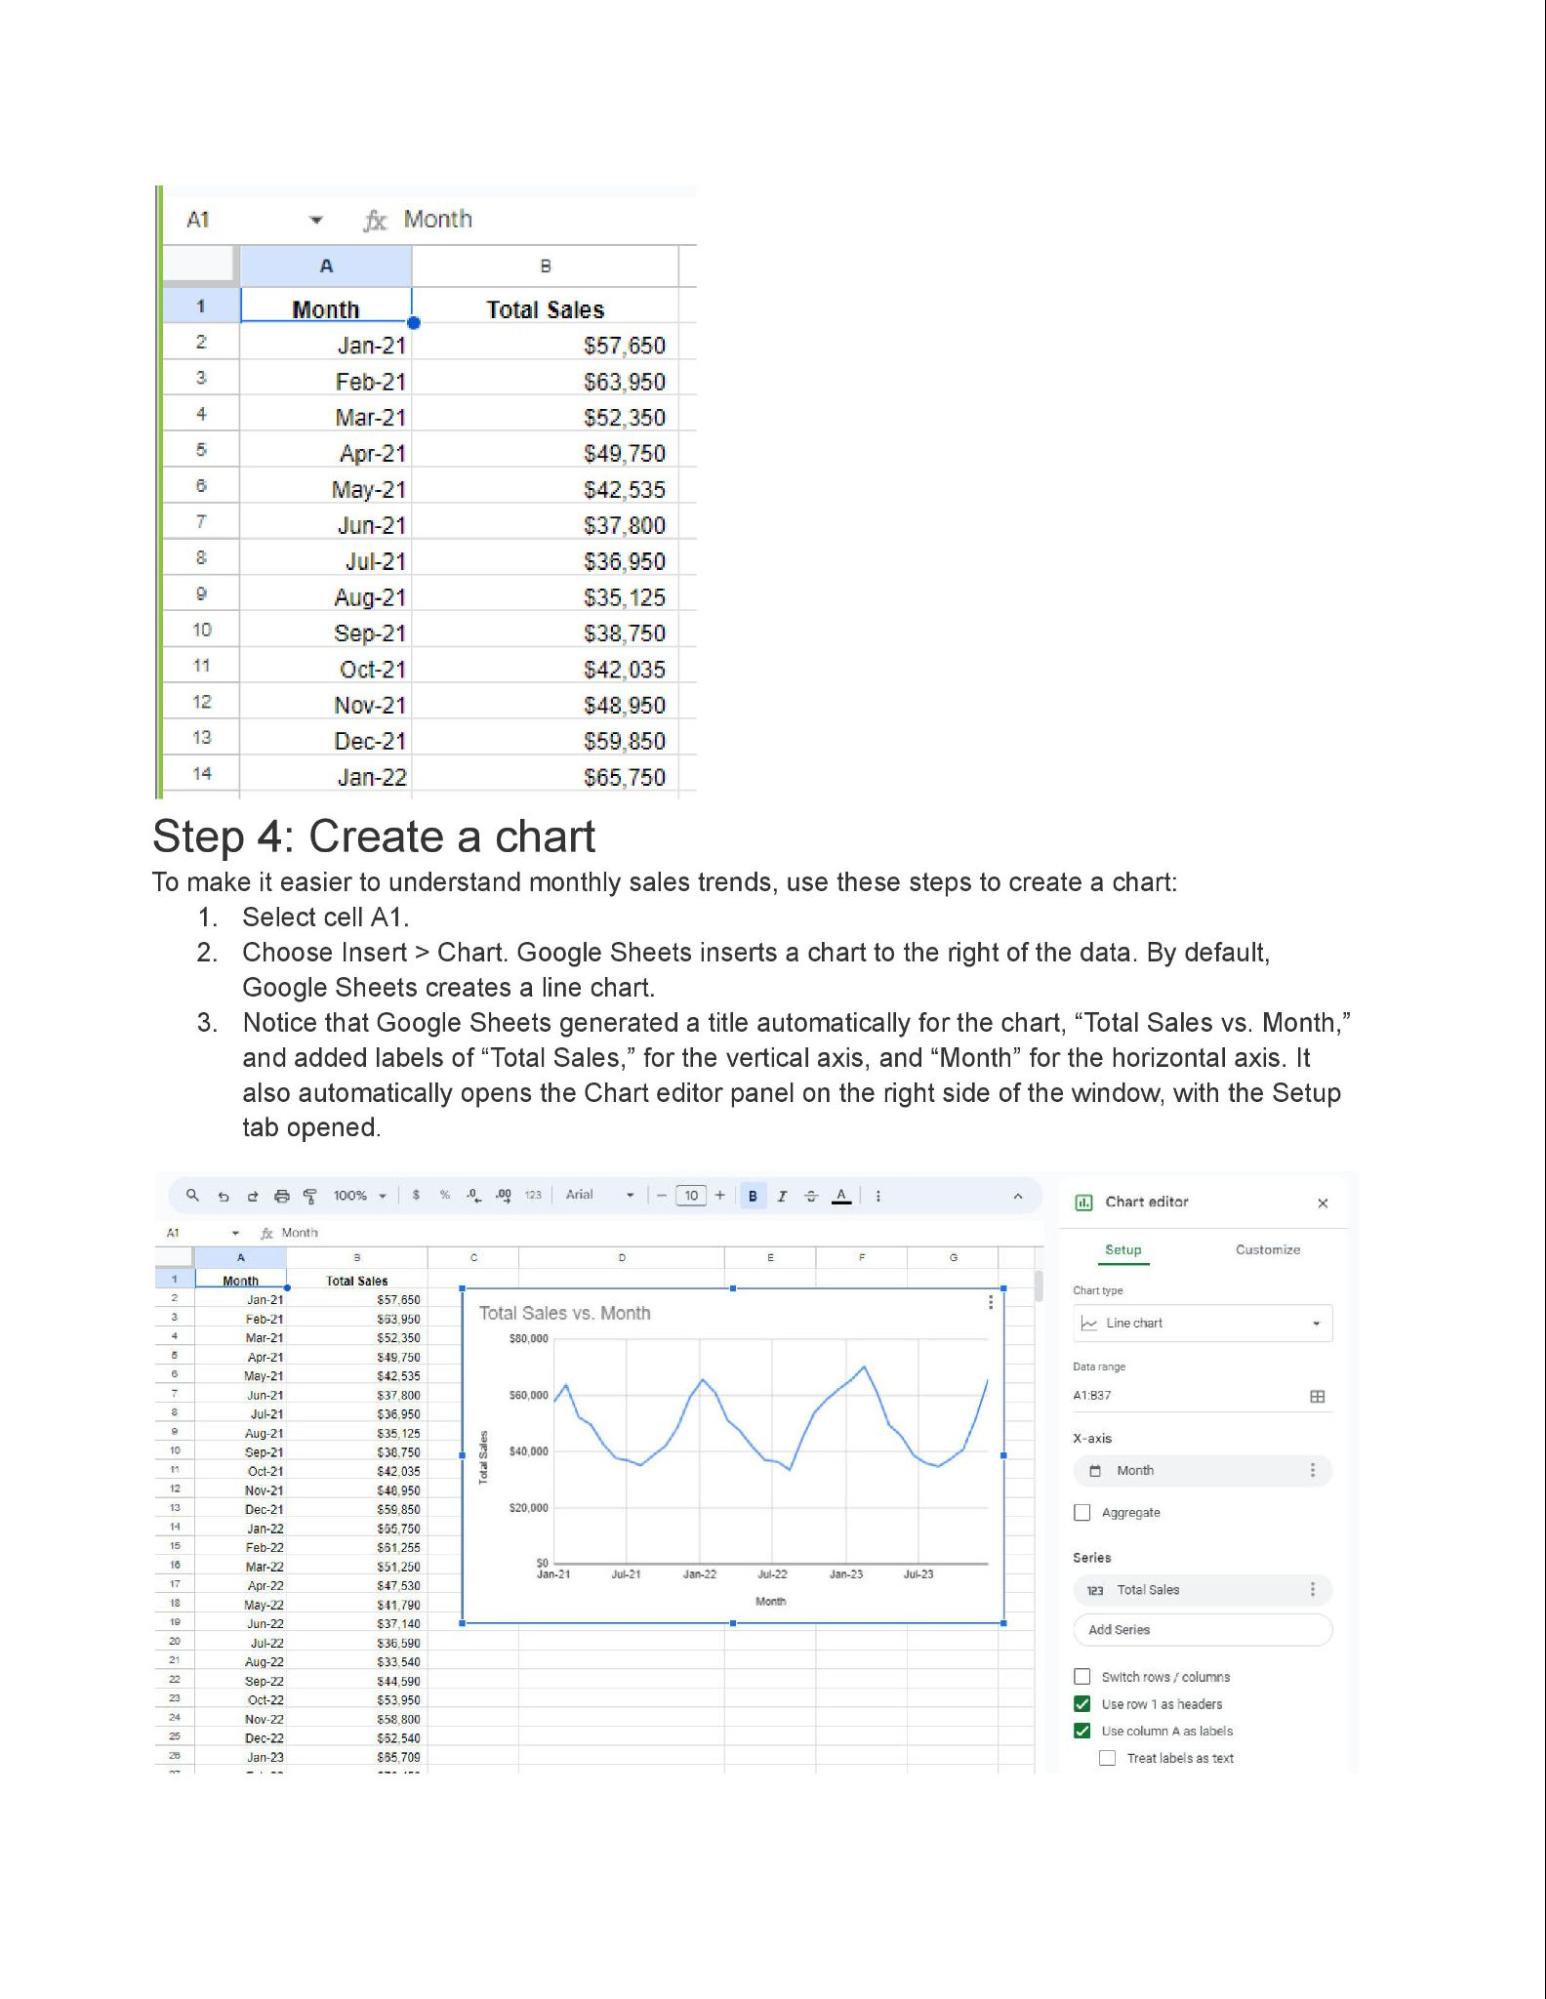 A1 fx Month
A B
1 Month Total Sales
2 Jan-21 $57,650
3 Feb-21 $63,950
4 Mar-21 $52,350
5 Apr-21 $49,750
6 May-21 $42,535
7 Jun-21 $37,800
8 Jul-21 $36,950
9 Aug-21 $35,125
10 Sep-21 $38,750
11 Oct-21 $42,035
12 Nov-21 $48,950
13 Dec-21 $59,850
14 Jan-22 $65,750
Step 4: Create a chart
To make it easier to understand monthly sales trends, use these steps to create a chart:
1. Select cell A1.
2. Choose Insert > Chart. Google Sheets inserts a chart to the right of the data. By default,
Google Sheets creates a line chart.
3. Notice that Google Sheets generated a title automatically for the chart, “Total Sales vs. Month,”
and added labels of “Total Sales,” for the vertical axis, and “Month” for the horizontal axis. It
also automatically opens the Chart editor panel on the right side of the window, with the Setup
tab opened.
100% $ % .0 .00 123 Arial − 10 + B I S A
A1 fx Month
A B C D E F G
1 Month Total Sales
2 Jan-21 $57,650
3 Feb-21 $63,950
4 Mar-21 $52,350
5 Apr-21 $49,750
6 May-21 $42,535
7 Jun-21 $37,800
8 Jul-21 $36,950
9 Aug-21 $35,125
10 Sep-21 $38,750
11 Oct-21 $42,035
12 Nov-21 $48,950
13 Dec-21 $59,850
14 Jan-22 $65,750
15 Feb-22 $61,255
16 Mar-22 $51,250
17 Apr-22 $47,530
18 May-22 $41,790
19 Jun-22 $37,140
20 Jul-22 $36,590
21 Aug-22 $33,540
22 Sep-22 $44,590
23 Oct-22 $53,950
24 Nov-22 $58,800
25 Dec-22 $62,540
26 Jan-23 $65,709
Total Sales vs. Month
$80,000
$60,000
$40,000
$20,000
$0
Total Sales
Jan-21 Jul-21 Jan-22 Jul-22 Jan-23 Jul-23
Month
Chart editor
Setup Customize
Chart type
Line chart
Data range
A1:B37
X-axis
Month
Aggregate
Series
123 Total Sales
Add Series
Switch rows / columns
Use row 1 as headers
Use column A as labels
Treat labels as text